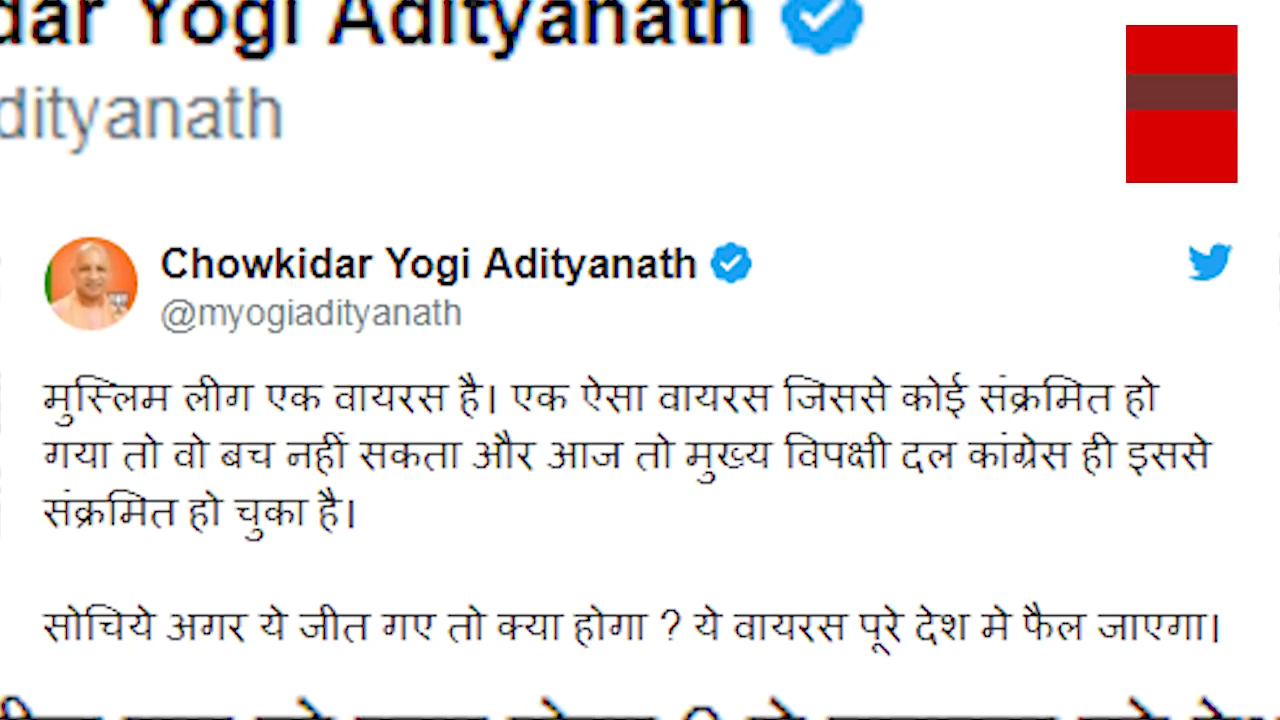 dar Yogi Adityanath
dityanath
Chowkidar Yogi Adityanath
@myogiadityanath
मुस्लिम लीग एक वायरस है। एक ऐसा वायरस जिससे कोई संक्रमित हो
गया तो वो बच नहीं सकता और आज तो मुख्य विपक्षी दल कांग्रेस ही इससे
संक्रमित हो चुका है।
सोचिये अगर ये जीत गए तो क्या होगा ? ये वायरस पूरे देश मे फैल जाएगा।